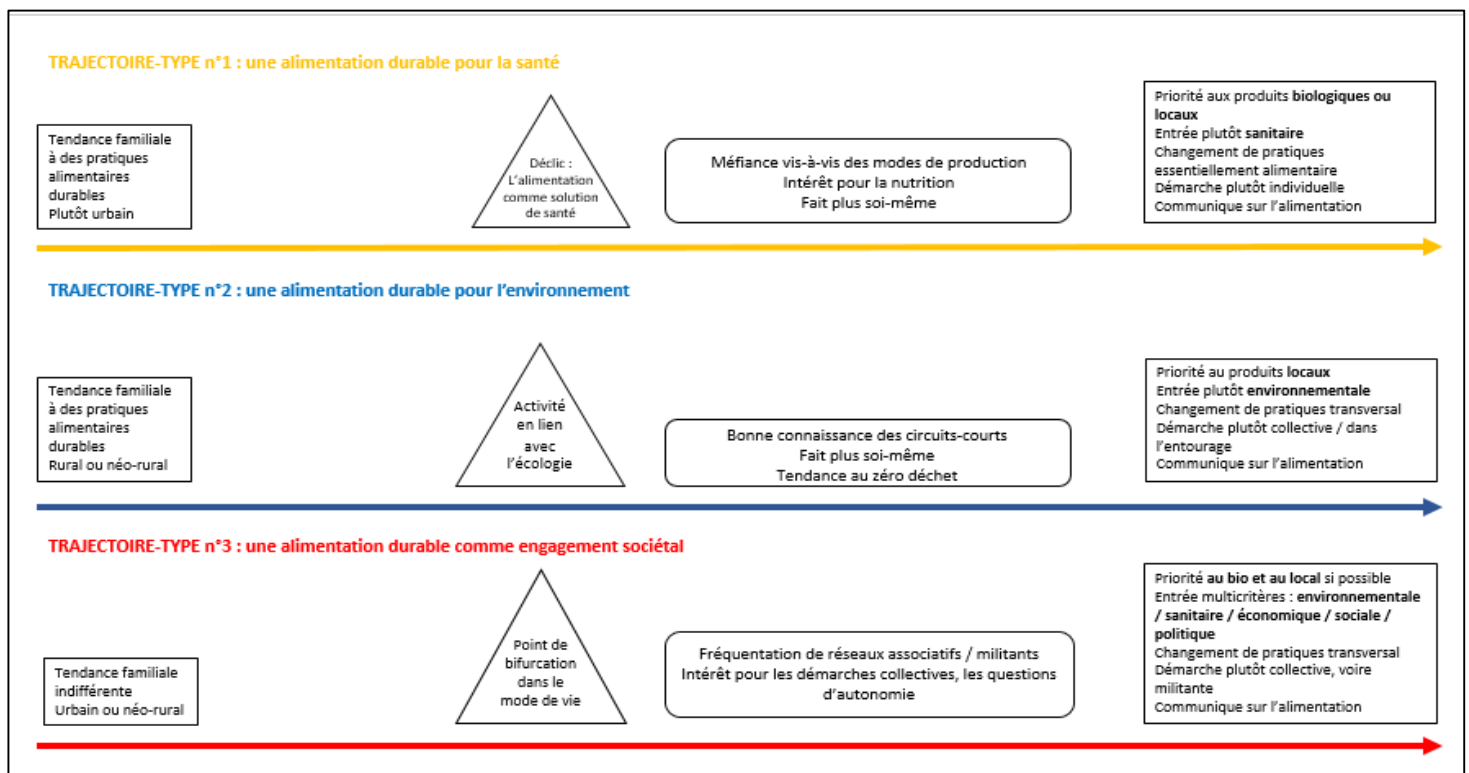 TRAJECTOIRE-TYPE n°1 : une alimentation durable pour la santé
Tendance familiale
à des pratiques
alimentaires
durables
Plutôt urbain
Déclic :
L'alimentation
comme solution
de santé
Méfiance vis-à-vis des modes de production
Intérêt pour la nutrition
Fait plus soi-même
Priorité aux produits biologiques ou
locaux
Entrée plutôt sanitaire
Changement de pratiques
essentiellement alimentaire
Démarche plutôt individuelle
Communique sur l'alimentation
TRAJECTOIRE-TYPE n°2 : une alimentation durable pour l'environnement
Tendance familiale
à des pratiques
alimentaires
durables
Rural ou néo-rural
Activité
en lien
avec
l'écologie
Bonne connaissance des circuits-courts
Fait plus soi-même
Tendance au zéro déchet
Priorité au produits locaux
Entrée plutôt environnementale
Changement de pratiques transversal
Démarche plutôt collective / dans
l'entourage
Communique sur l'alimentation
TRAJECTOIRE-TYPE n°3 : une alimentation durable comme engagement sociétal
Tendance familiale
indifférente
Urbain ou néo-rural
Point de
bifurcation
dans le
mode de vie
Fréquentation de réseaux associatifs / militants
Intérêt pour les démarches collectives, les questions
d'autonomie
Priorité au bio et au local si possible
Entrée multicritères : environnementale
/ sanitaire / économique / sociale /
politique
Changement de pratiques transversal
Démarche plutôt collective, voire
militante
Communique sur l'alimentation